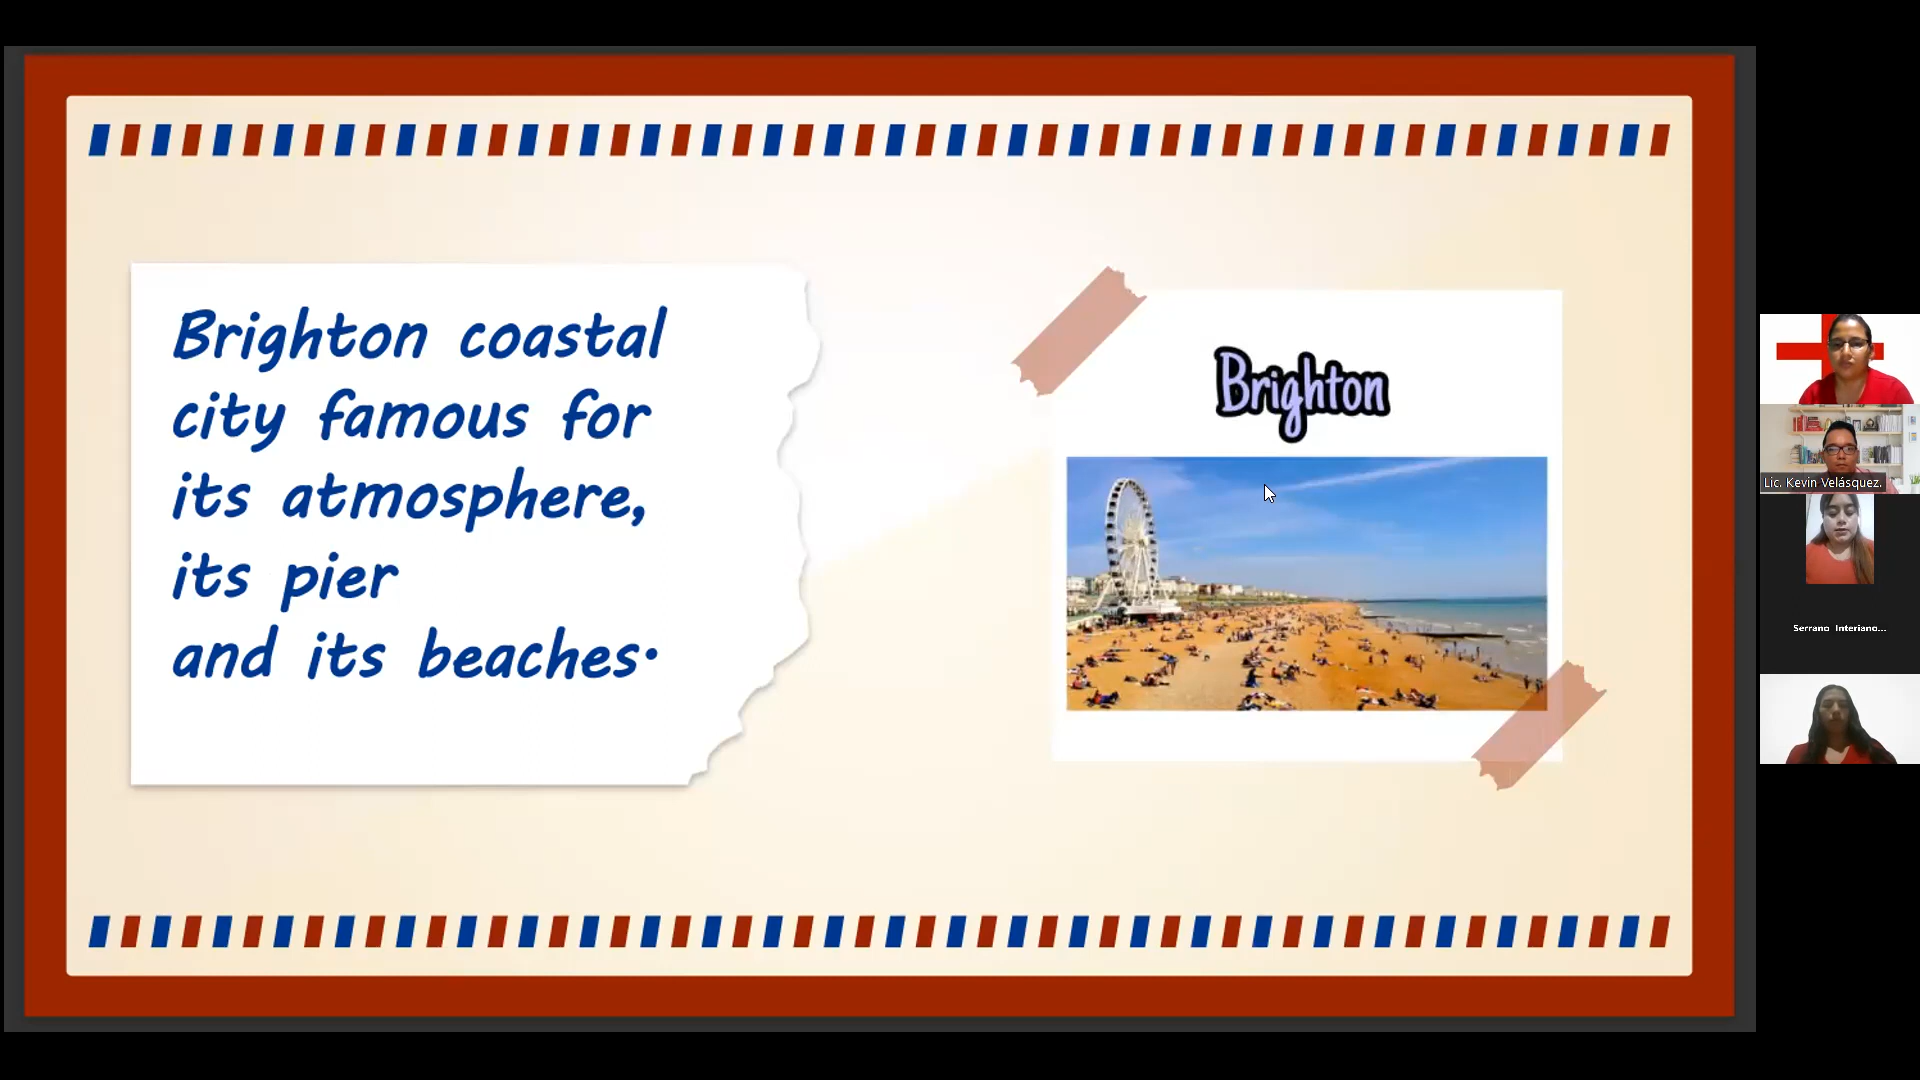 Brighton coastal
city famous for
its atmosphere,
its pier
and its beaches.
Brighton
Lic. Kevin Velásquez.
Serrano Interiano...